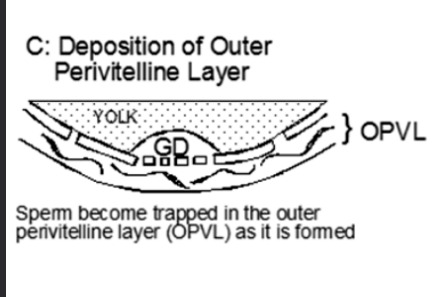 C: Deposition of Outer
Perivitelline Layer
YOLK
GD
} OPVL
Sperm become trapped in the outer
perivitelline layer (OPVL) as it is formed